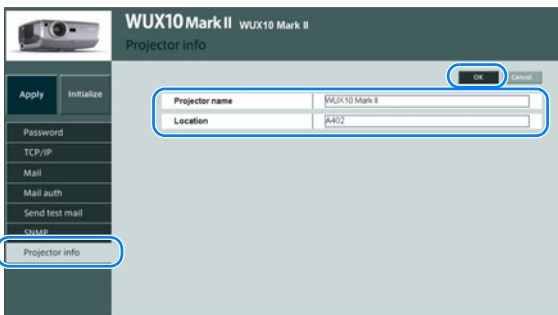 WUX10 Mark II WUX10 Mark II
Projector info
OK Cancel
Apply Initialize
Projector name WUX10 Mark II
Location A402
Password
TCP/IP
Mail
Mail auth
Send test mail
SNMP
Projector info